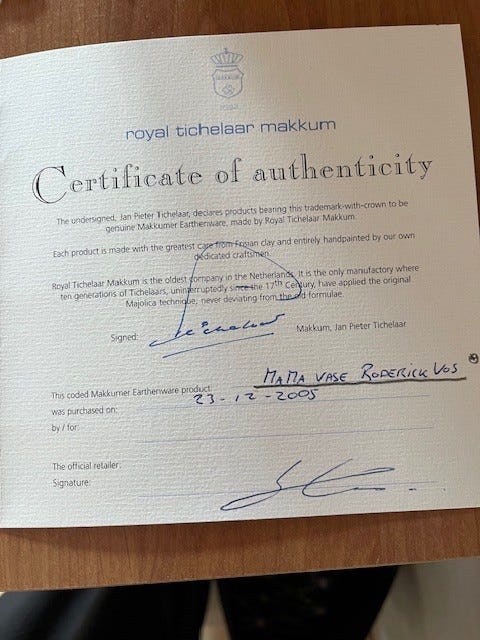 MAKKUM
royal tichelaar makkum
Certificate of authenticity
The undersigned, Jan Pieter Tichelaar, declares products bearing this trademark-with-crown to be
genuine Makkumer Earthenware, made by Royal Tichelaar Makkum.
Each product is made with the greatest care from Frisian clay and entirely handpainted by our own
dedicated craftsmen.
Royal Tichelaar Makkum is the oldest company in the Netherlands. It is the only manufactory where
ten generations of Tichelaars, uninterruptedly since the 17th Century, have applied the original
Majolica technique, never deviating from the old formulae.
Signed: Tichelaar Makkum, Jan Pieter Tichelaar
This coded Makkumer Earthenware product MAMA VASE RODERICK VOS
was purchased on: 23-12-2005
by / for:
The official retailer:
Signature: